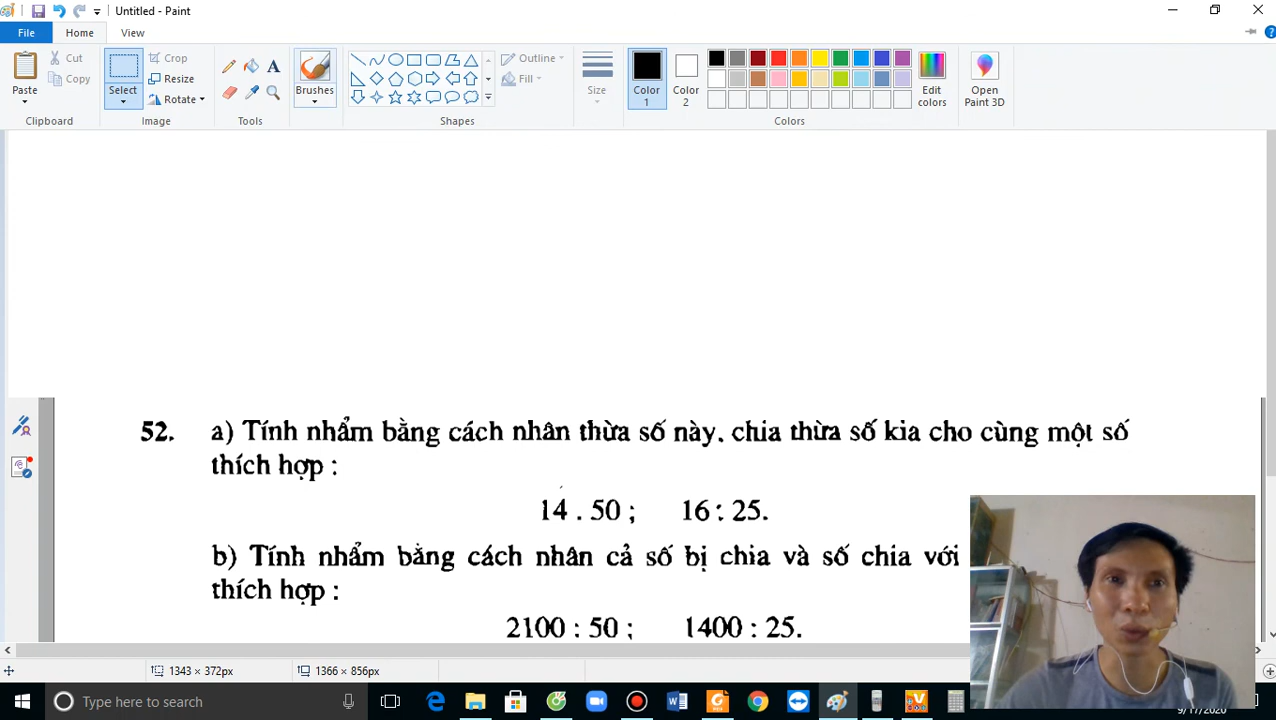 Untitled - Paint
File Home View
Paste
Cut
Copy
Clipboard
Select
Crop
Resize
Rotate
Image
A
Tools
Brushes
Outline
Fill
Shapes
Size
Color 1
Color 2
Edit colors
Colors
Open Paint 3D
52. a) Tính nhẩm bằng cách nhân thừa số này, chia thừa số kia cho cùng một số
thích hợp :
14 . 50 ; 16 : 25.
b) Tính nhẩm bằng cách nhân cả số bị chia và số chia với
thích hợp :
2100 : 50 ; 1400 : 25.
1343 × 372px
1366 × 856px
Type here to search
9/17/2020